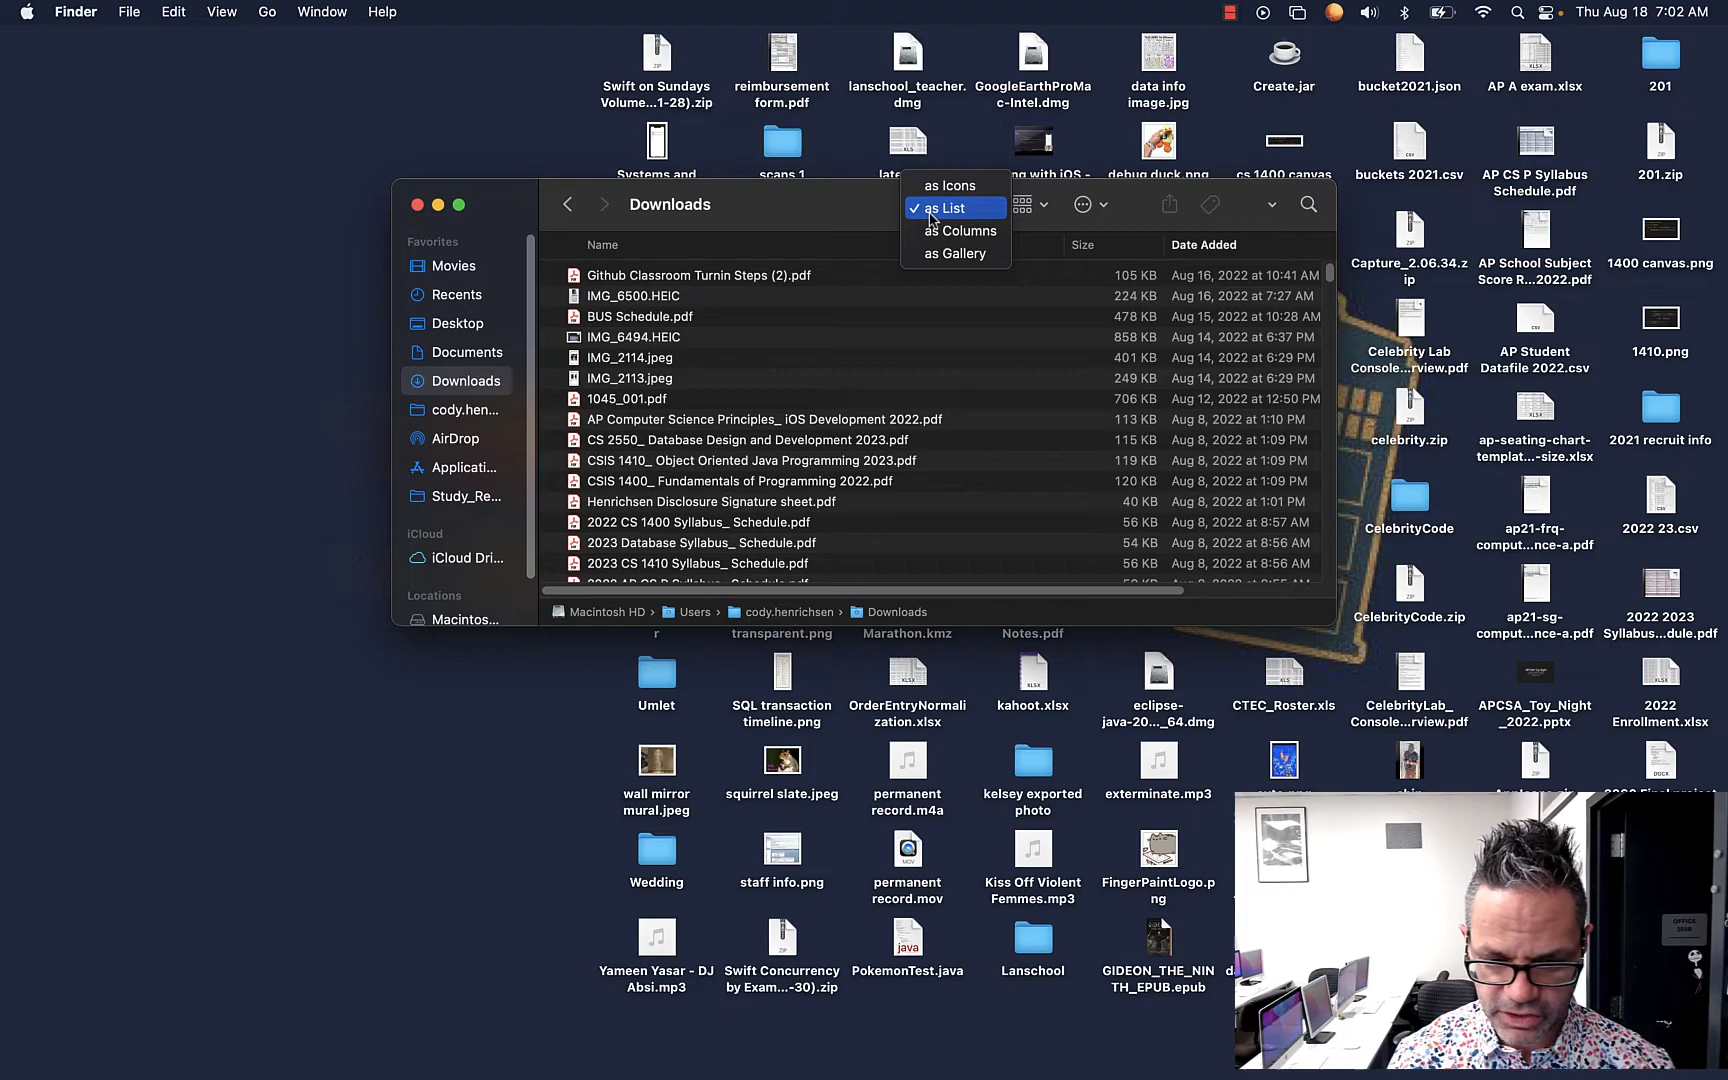 Finder File Edit View Go Window Help
Thu Aug 18 7:02 AM
Swift on Sundays
Volume...1-28).zip
reimbursement
form.pdf
lanschool_teacher.
dmg
GoogleEarthProMa
c-Intel.dmg
data info
image.jpg
Create.jar
bucket2021.json
AP A exam.xlsx
201
Systems and
scans 1
debug duck.png
cs 1400 canvas
buckets 2021.csv
AP CS P Syllabus
Schedule.pdf
201.zip
as Icons
as List
as Columns
as Gallery
Downloads
Favorites
Movies
Recents
Desktop
Documents
Downloads
cody.hen...
AirDrop
Applicati...
Study_Re...
iCloud
iCloud Dri...
Locations
Macintos...
Name Size Date Added
Github Classroom Turnin Steps (2).pdf 105 KB Aug 16, 2022 at 10:41 AM
IMG_6500.HEIC 224 KB Aug 16, 2022 at 7:27 AM
BUS Schedule.pdf 478 KB Aug 15, 2022 at 10:28 AM
IMG_6494.HEIC 858 KB Aug 14, 2022 at 6:37 PM
IMG_2114.jpeg 401 KB Aug 14, 2022 at 6:29 PM
IMG_2113.jpeg 249 KB Aug 14, 2022 at 6:29 PM
1045_001.pdf 706 KB Aug 12, 2022 at 12:50 PM
AP Computer Science Principles_ iOS Development 2022.pdf 113 KB Aug 8, 2022 at 1:10 PM
CS 2550_ Database Design and Development 2023.pdf 115 KB Aug 8, 2022 at 1:09 PM
CSIS 1410_ Object Oriented Java Programming 2023.pdf 119 KB Aug 8, 2022 at 1:09 PM
CSIS 1400_ Fundamentals of Programming 2022.pdf 120 KB Aug 8, 2022 at 1:09 PM
Henrichsen Disclosure Signature sheet.pdf 40 KB Aug 8, 2022 at 1:01 PM
2022 CS 1400 Syllabus_ Schedule.pdf 56 KB Aug 8, 2022 at 8:57 AM
2023 Database Syllabus_ Schedule.pdf 54 KB Aug 8, 2022 at 8:56 AM
2023 CS 1410 Syllabus_ Schedule.pdf 56 KB Aug 8, 2022 at 8:56 AM
Macintosh HD › Users › cody.henrichsen › Downloads
Capture_2.06.34.z
ip
AP School Subject
Score R...2022.pdf
1400 canvas.png
Celebrity Lab
Console...rview.pdf
AP Student
Datafile 2022.csv
1410.png
celebrity.zip
ap-seating-chart-
templat...-size.xlsx
2021 recruit info
CelebrityCode
ap21-frq-
comput...nce-a.pdf
2022 23.csv
CelebrityCode.zip
ap21-sg-
comput...nce-a.pdf
2022 2023
Syllabus...dule.pdf
r
transparent.png
Marathon.kmz
Notes.pdf
Umlet
SQL transaction
timeline.png
OrderEntryNormali
zation.xlsx
kahoot.xlsx
eclipse-
java-20..._64.dmg
CTEC_Roster.xls
CelebrityLab_
Console...rview.pdf
APCSA_Toy_Night
_2022.pptx
2022
Enrollment.xlsx
wall mirror
mural.jpeg
squirrel slate.jpeg
permanent
record.m4a
kelsey exported
photo
exterminate.mp3
Wedding
staff info.png
permanent
record.mov
Kiss Off Violent
Femmes.mp3
FingerPaintLogo.p
ng
Yameen Yasar - DJ
Absi.mp3
Swift Concurrency
by Exam...-30).zip
PokemonTest.java
Lanschool
GIDEON_THE_NIN
TH_EPUB.epub
OFFICE